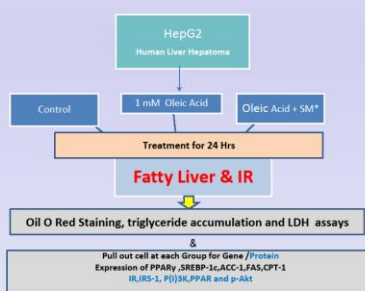 HepG2
Human Liver Hepatoma
Control
1 mM Oleic Acid
Oleic Acid + SM*
Treatment for 24 Hrs
Fatty Liver & IR
Oil O Red Staining, triglyceride accumulation and LDH assays
&
Pull out cell at each Group for Gene /Protein
Expression of PPARγ ,SREBP-1c,ACC-1,FAS,CPT-1
IR,IRS-1, P(I)3K,PPAR and p-Akt